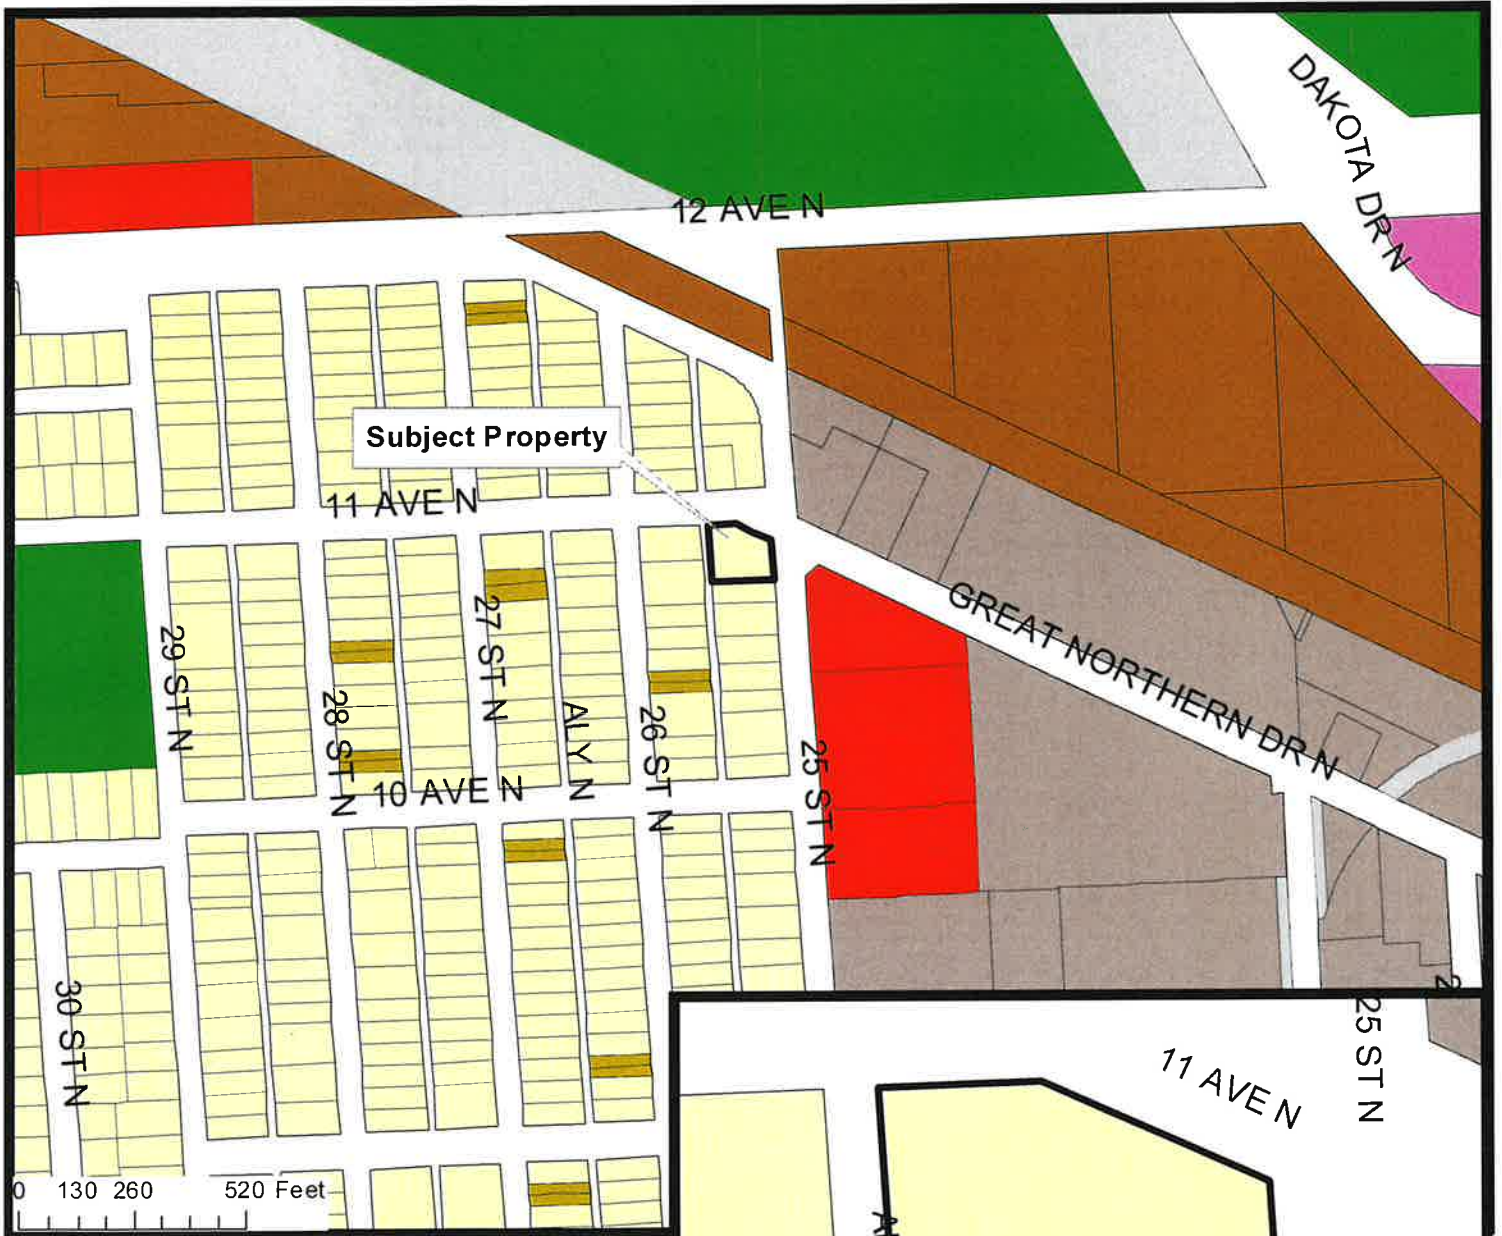 DAKOTA DR N
12 AVE N
Subject Property
11 AVE N
GREAT NORTHERN DR N
29 ST N
28 ST N
27 ST N
ALY N
26 ST N
25 ST N
10 AVE N
30 ST N
2
25 ST N
11 AVE N
0 130 260 520 Feet